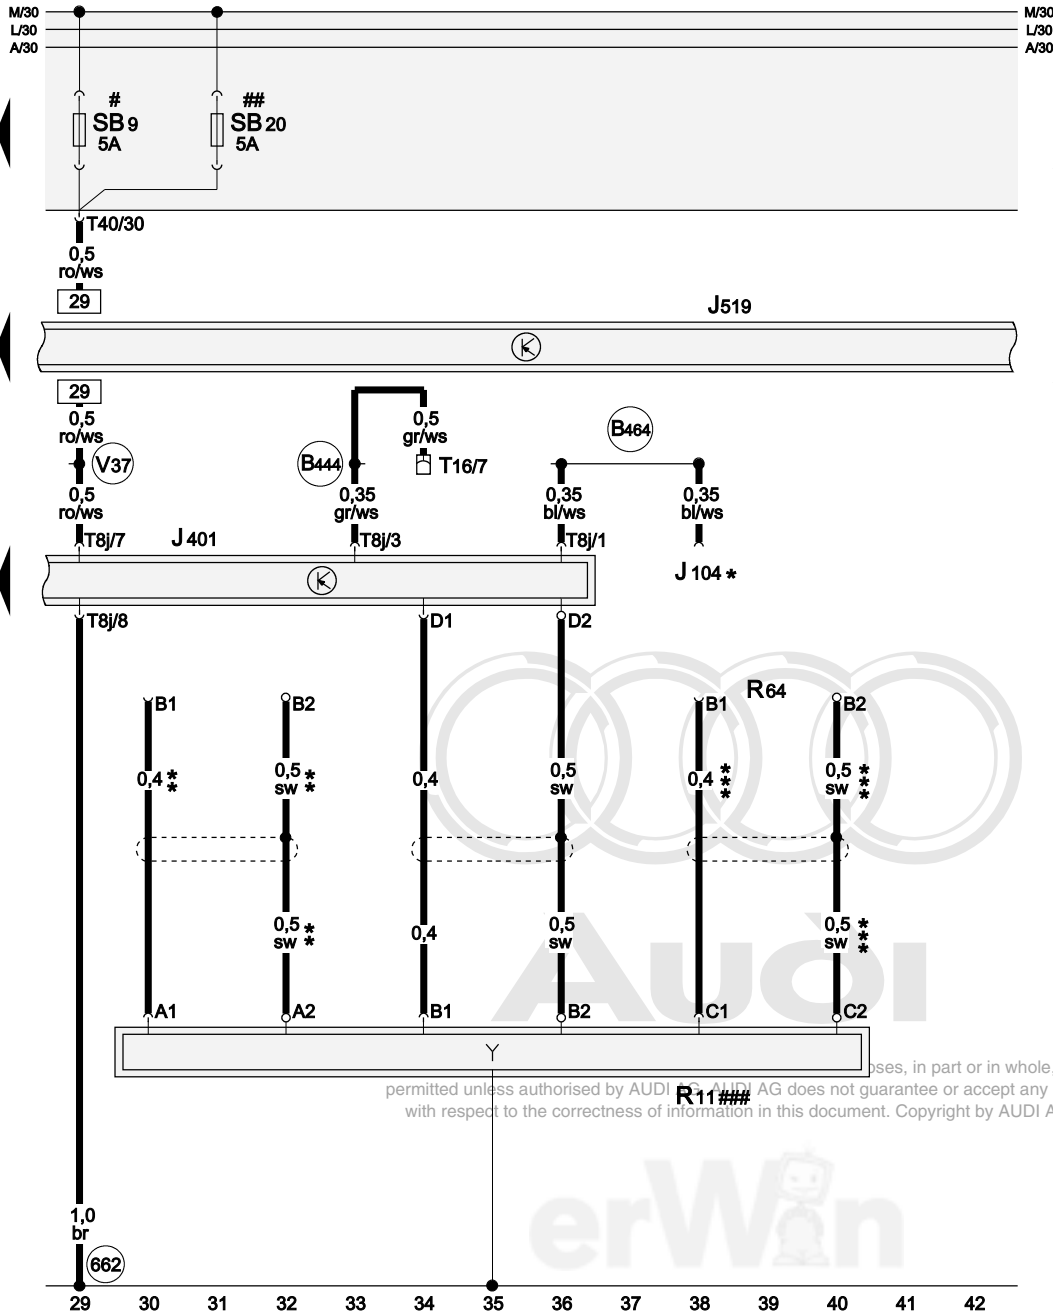 M/30 M/30
L/30 L/30
A/30 A/30
# ##
SB9 SB20
5A 5A
T40/30
0,5
ro/ws
29
J519
29
0,5 0,5
ro/ws gr/ws
B464
V37 B444 T16/7
0,5 0,35 0,35 0,35
ro/ws gr/ws bl/ws bl/ws
T8j/7 J401 T8j/3 T8j/1
J104*
T8j/8 D1 D2
R64
B1 B2 B1 B2
0,4** 0,5 sw ** 0,4 0,5 sw 0,4*** 0,5 sw ***
0,5 sw ** 0,4 0,5 sw 0,5 sw ***
Audi
A1 A2 B1 B2 C1 C2
oses, in part or in whole,
permitted unless authorised by AUDI AG. AUDI AG does not guarantee or accept any
R11###
with respect to the correctness of information in this document. Copyright by AUDI A
erWin
1,0
br
662
29 30 31 32 33 34 35 36 37 38 39 40 41 42